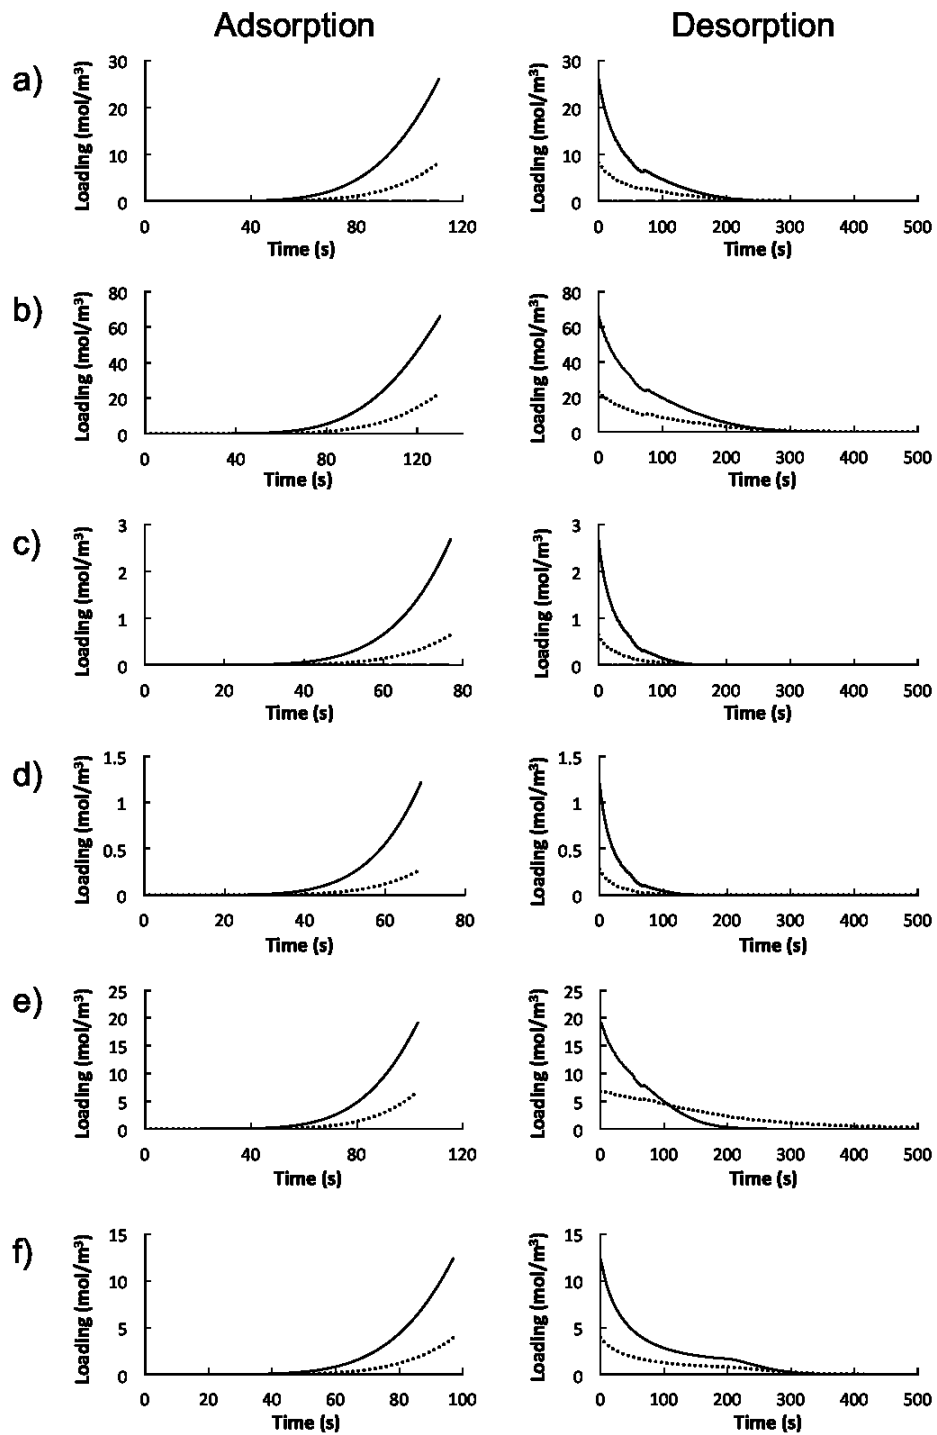 Adsorption Desorption
a)
Loading (mol/m³)
30
20
10
0
0 40 80 120
Time (s)
Loading (mol/m³)
30
20
10
0
0 100 200 300 400 500
Time (s)
b)
Loading (mol/m³)
80
60
40
20
0
0 40 80 120
Time (s)
Loading (mol/m³)
80
60
40
20
0
0 100 200 300 400 500
Time (s)
c)
Loading (mol/m³)
3
2
1
0
0 20 40 60 80
Time (s)
Loading (mol/m³)
3
2
1
0
0 100 200 300 400 500
Time (s)
d)
Loading (mol/m³)
1.5
1
0.5
0
0 20 40 60 80
Time (s)
Loading (mol/m³)
1.5
1
0.5
0
0 100 200 300 400 500
Time (s)
e)
Loading (mol/m³)
25
20
15
10
5
0
0 40 80 120
Time (s)
Loading (mol/m³)
25
20
15
10
5
0
0 100 200 300 400 500
Time (s)
f)
Loading (mol/m³)
15
10
5
0
0 20 40 60 80 100
Time (s)
Loading (mol/m³)
15
10
5
0
0 100 200 300 400 500
Time (s)